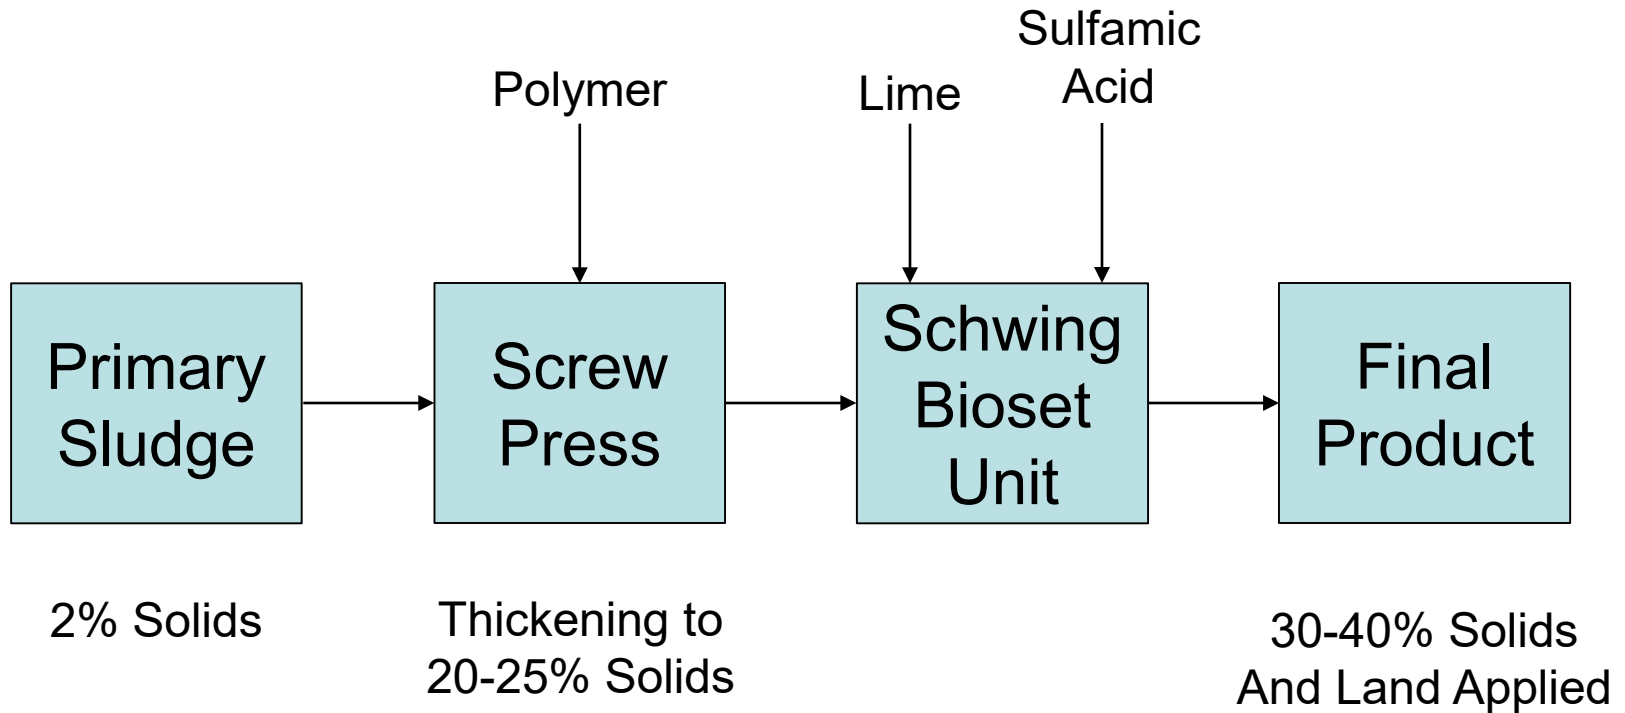 Polymer
Lime
Sulfamic
Acid
Primary
Sludge
Screw
Press
Schwing
Bioset
Unit
Final
Product
2% Solids
Thickening to
20-25% Solids
30-40% Solids
And Land Applied